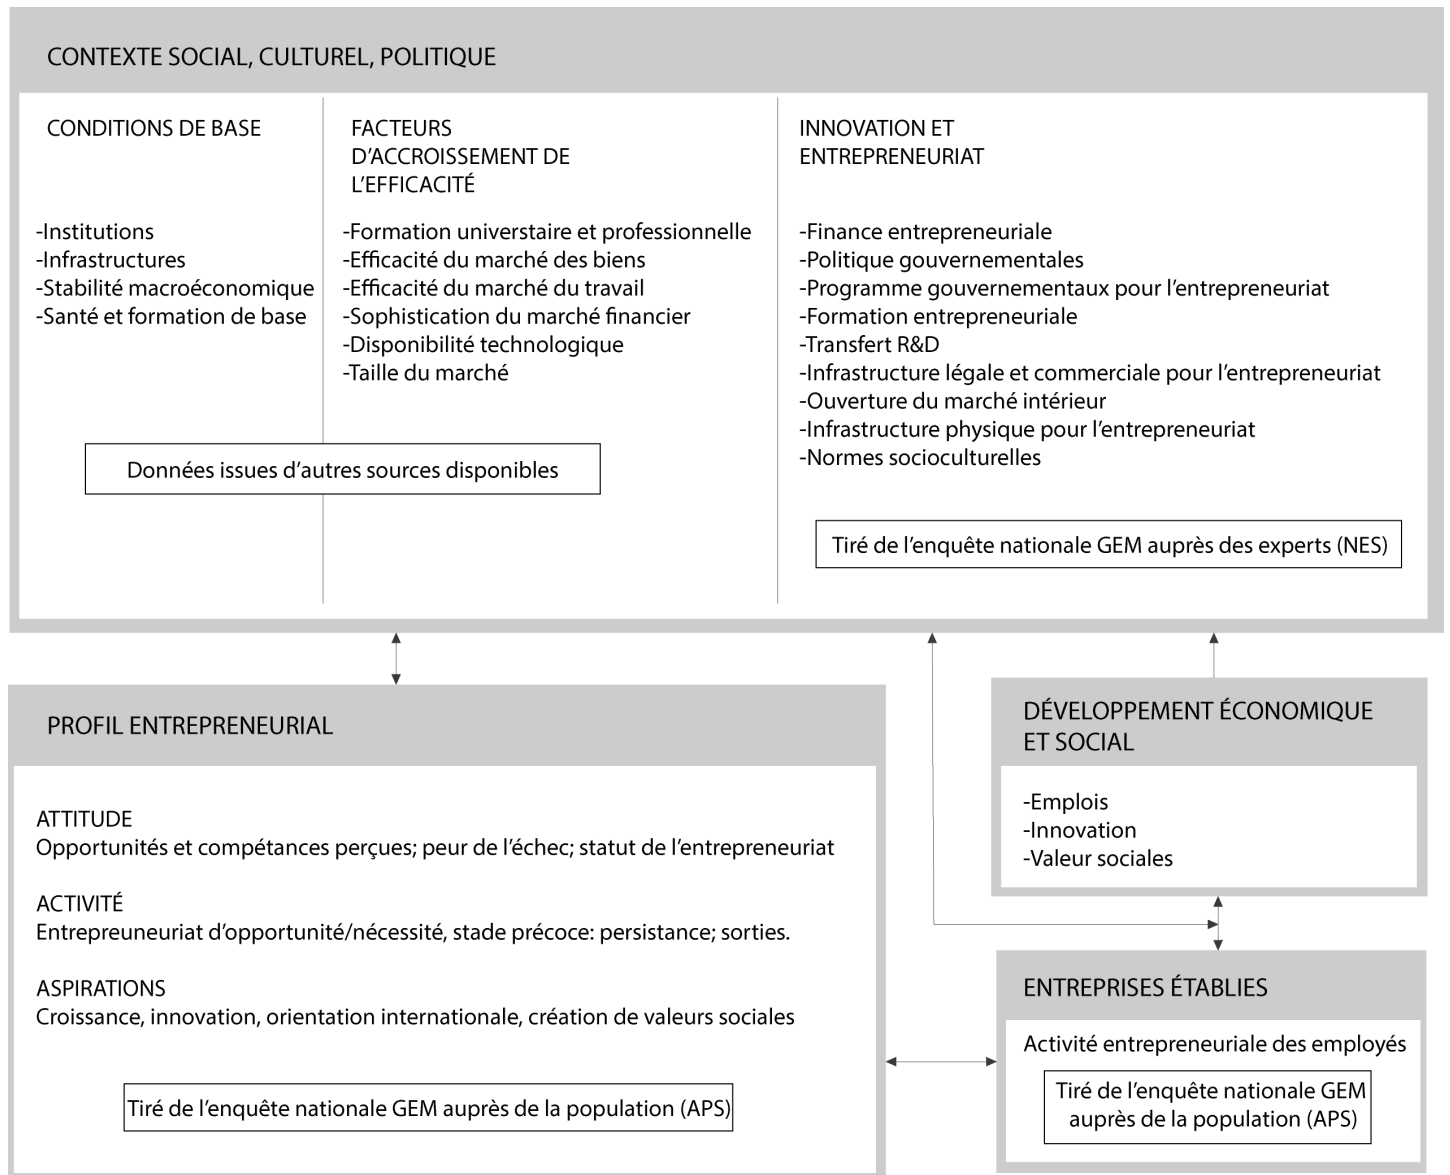 CONTEXTE SOCIAL, CULTUREL, POLITIQUE
CONDITIONS DE BASE
-Institutions
-Infrastructures
-Stabilité macroéconomique
-Santé et formation de base
FACTEURS
D'ACCROISSEMENT DE
L'EFFICACITÉ
-Formation universtaire et professionnelle
-Efficacité du marché des biens
-Efficacité du marché du travail
-Sophistication du marché financier
-Disponibilité technologique
-Taille du marché
Données issues d'autres sources disponibles
INNOVATION ET
ENTREPRENEURIAT
-Finance entrepreneuriale
-Politique gouvernementales
-Programme gouvernementaux pour l'entrepreneuriat
-Formation entrepreneuriale
-Transfert R&D
-Infrastructure légale et commerciale pour l'entrepreneuriat
-Ouverture du marché intérieur
-Infrastructure physique pour l'entrepreneuriat
-Normes socioculturelles
Tiré de l'enquête nationale GEM auprès des experts (NES)
PROFIL ENTREPRENEURIAL
ATTITUDE
Opportunités et compétances perçues; peur de l'échec; statut de l'entrepreneuriat
ACTIVITÉ
Entrepreuneuriat d'opportunité/nécessité, stade précoce: persistance; sorties.
ASPIRATIONS
Croissance, innovation, orientation internationale, création de valeurs sociales
Tiré de l'enquête nationale GEM auprès de la population (APS)
DÉVELOPPEMENT ÉCONOMIQUE
ET SOCIAL
-Emplois
-Innovation
-Valeur sociales
ENTREPRISES ÉTABLIES
Activité entrepreneuriale des employés
Tiré de l'enquête nationale GEM
auprès de la population (APS)